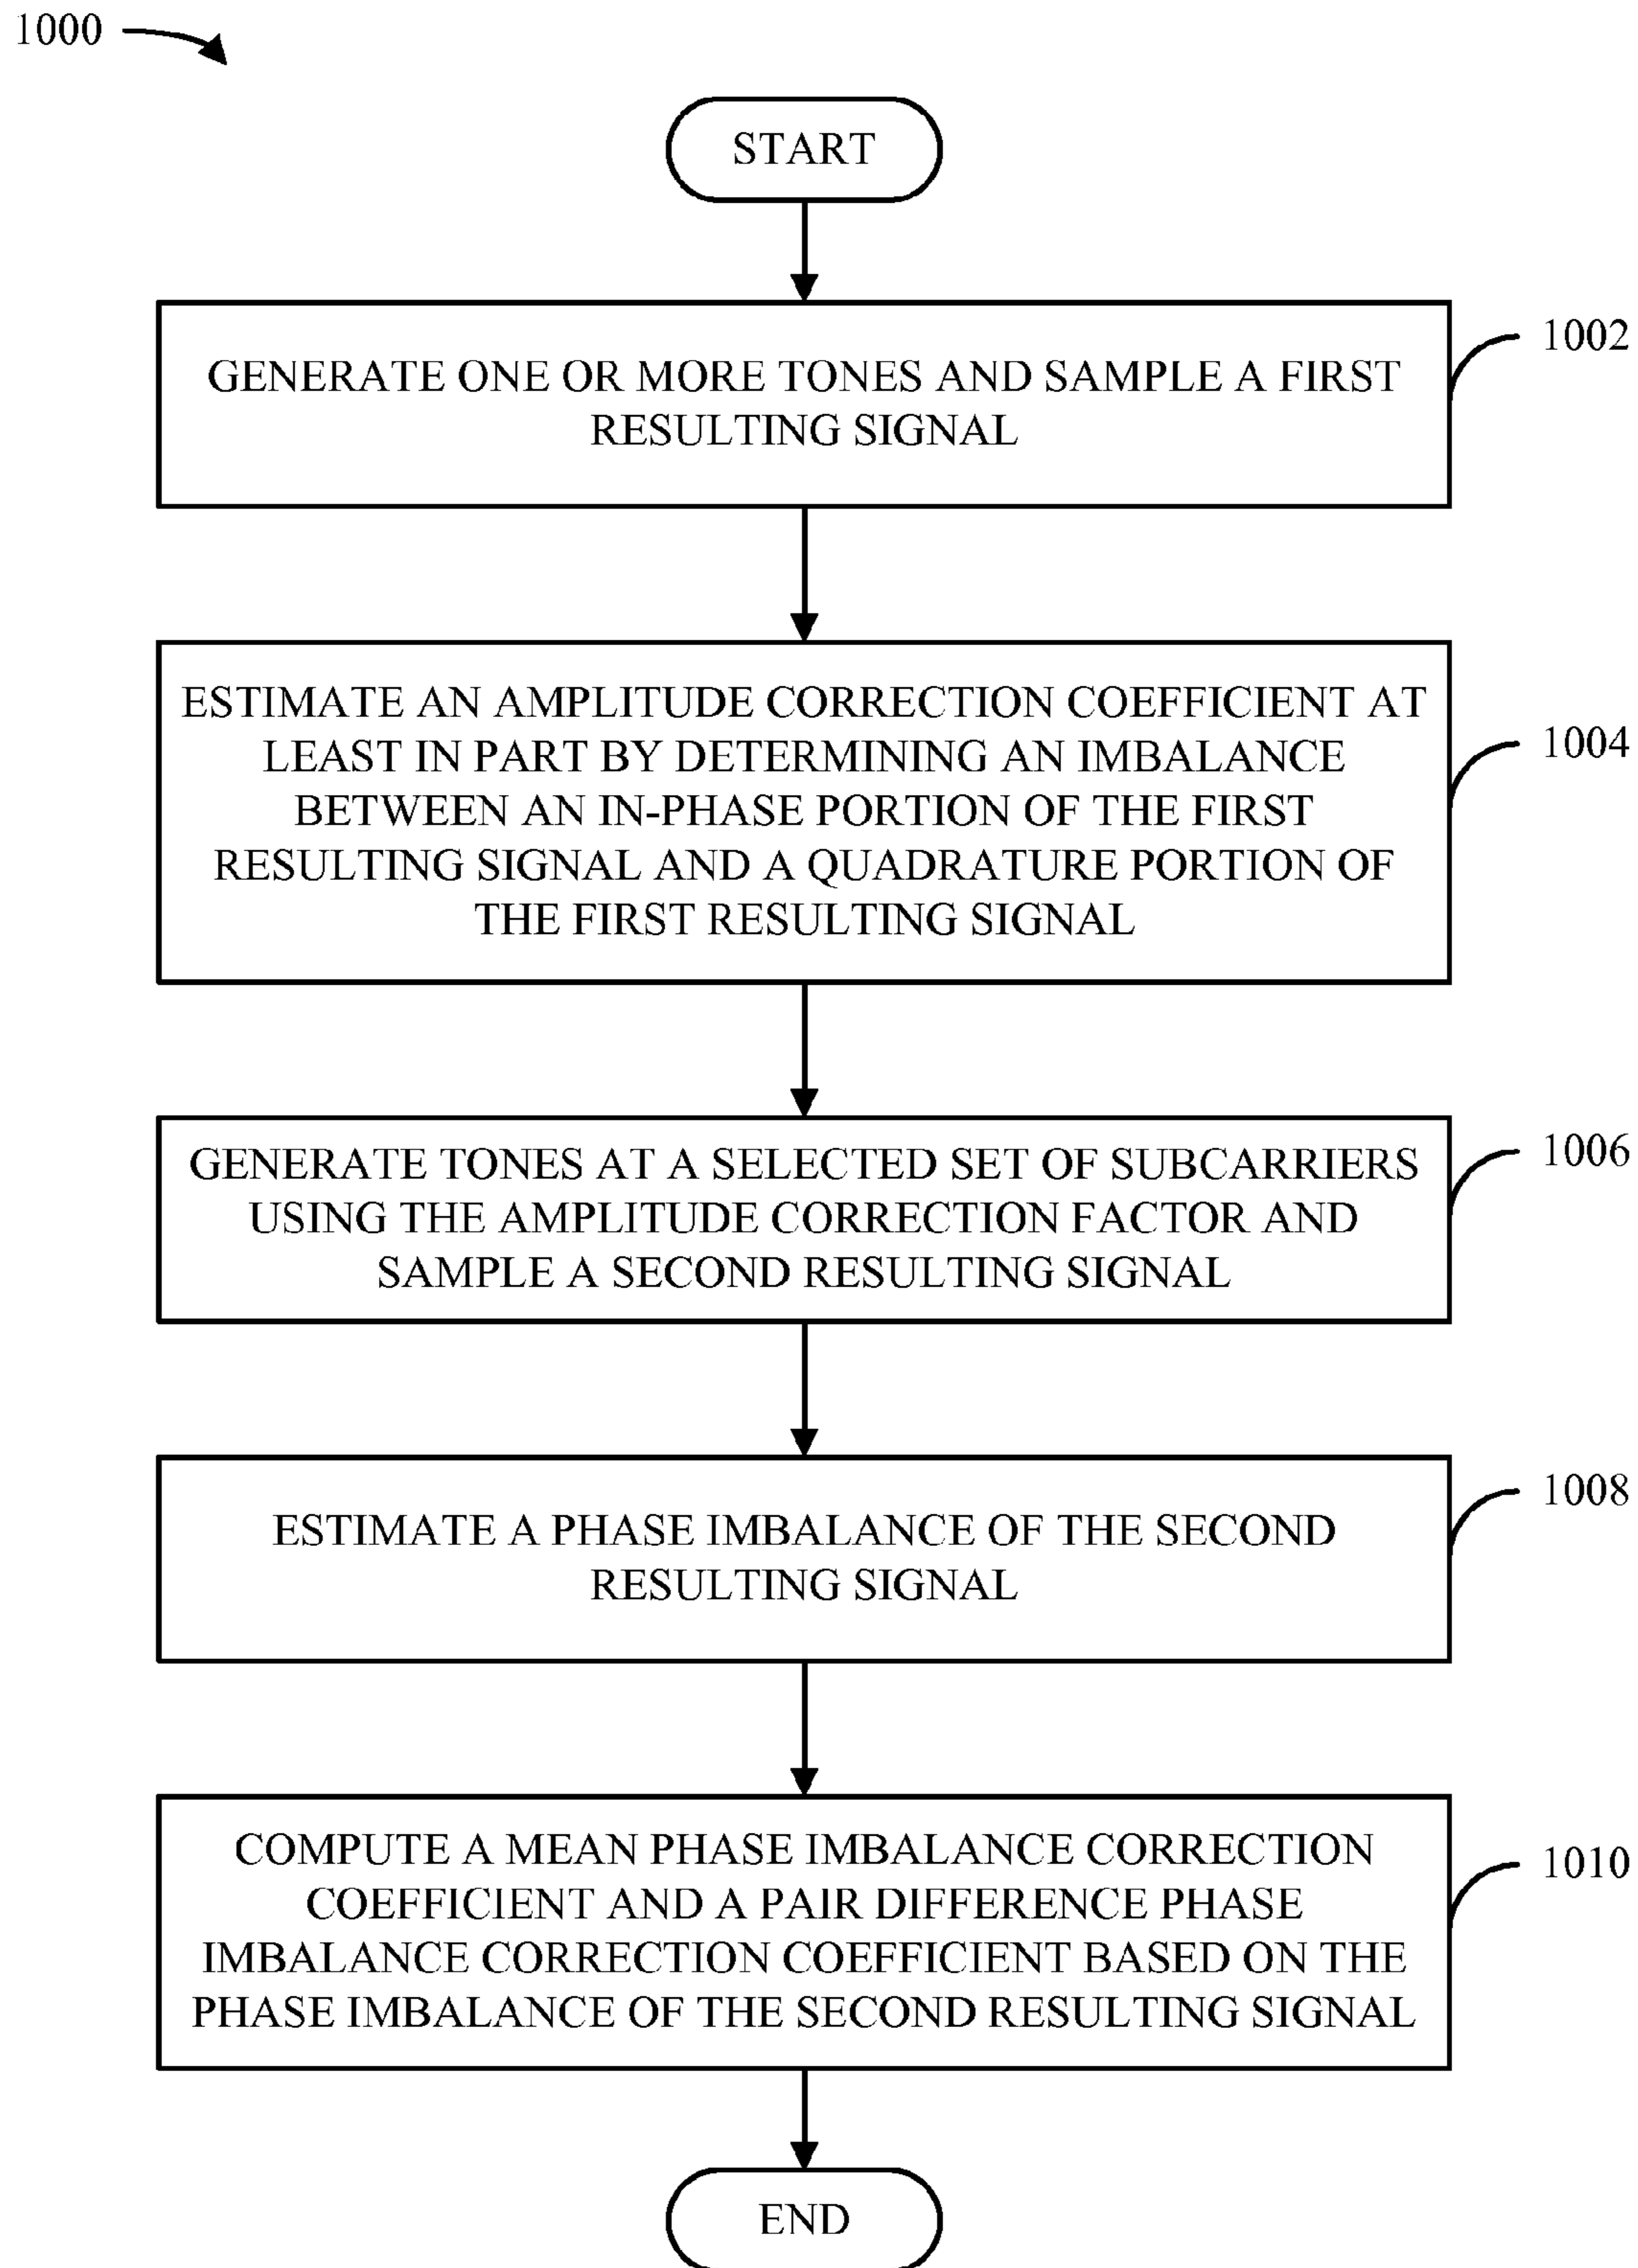 1000
START
GENERATE ONE OR MORE TONES AND SAMPLE A FIRST
RESULTING SIGNAL
1002
ESTIMATE AN AMPLITUDE CORRECTION COEFFICIENT AT
LEAST IN PART BY DETERMINING AN IMBALANCE
BETWEEN AN IN-PHASE PORTION OF THE FIRST
RESULTING SIGNAL AND A QUADRATURE PORTION OF
THE FIRST RESULTING SIGNAL
1004
GENERATE TONES AT A SELECTED SET OF SUBCARRIERS
USING THE AMPLITUDE CORRECTION FACTOR AND
SAMPLE A SECOND RESULTING SIGNAL
1006
ESTIMATE A PHASE IMBALANCE OF THE SECOND
RESULTING SIGNAL
1008
COMPUTE A MEAN PHASE IMBALANCE CORRECTION
COEFFICIENT AND A PAIR DIFFERENCE PHASE
IMBALANCE CORRECTION COEFFICIENT BASED ON THE
PHASE IMBALANCE OF THE SECOND RESULTING SIGNAL
1010
END